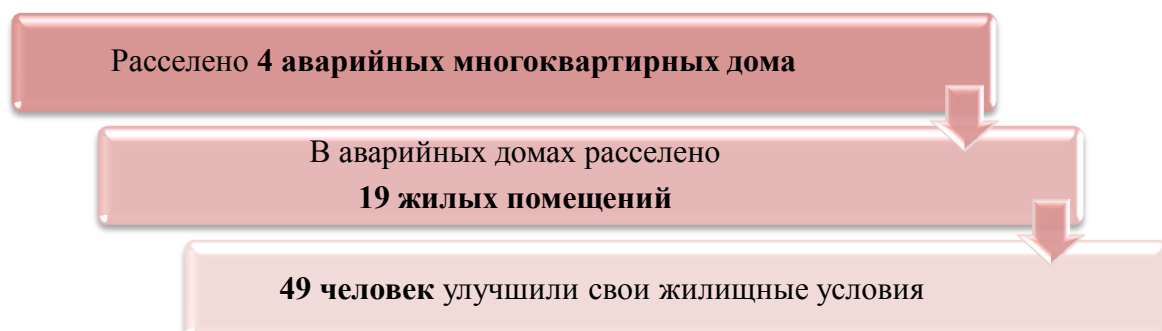 Расселено 4 аварийных многоквартирных дома
В аварийных домах расселено
19 жилых помещений
49 человек улучшили свои жилищные условия